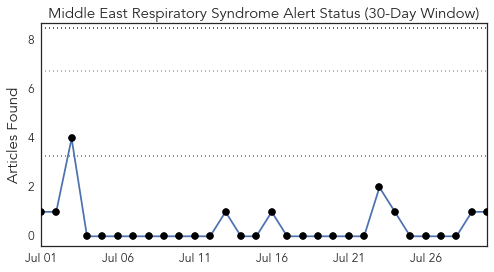 Middle East Respiratory Syndrome Alert Status (30-Day Window)
Articles Found
8
6
4
2
0
Jul 01 Jul 06 Jul 11 Jul 16 Jul 21 Jul 26